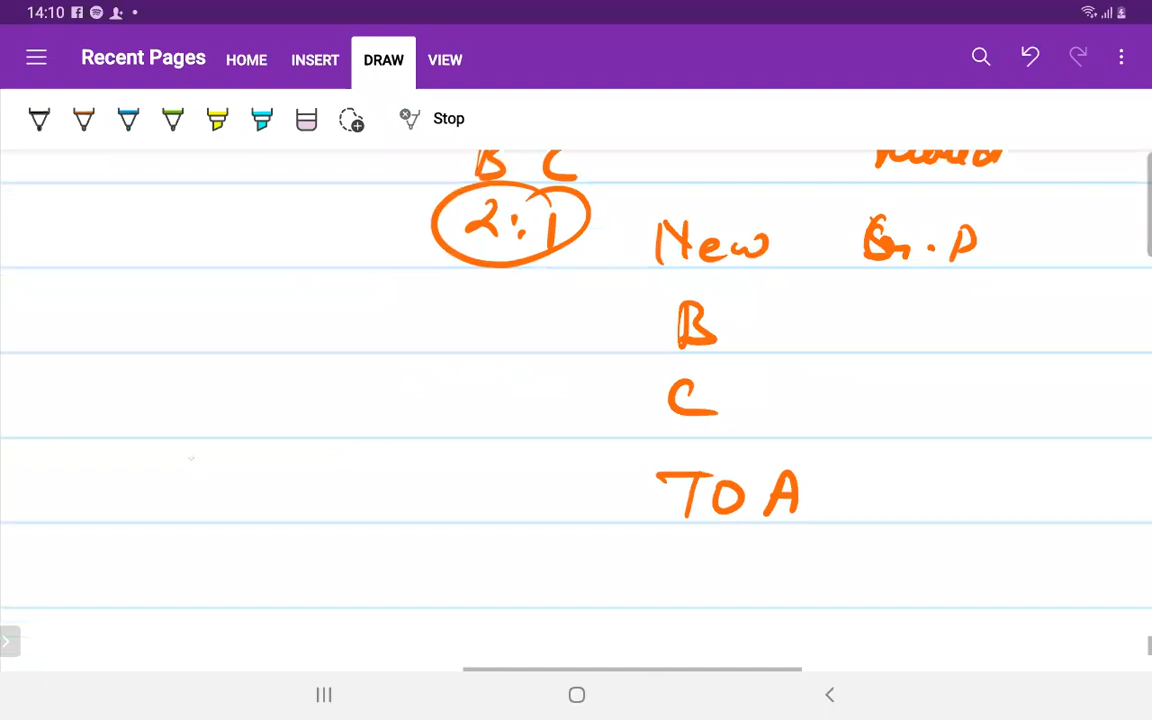 14:10
Recent Pages HOME INSERT DRAW VIEW
Stop
B C
2:1
New
B
C
TO A